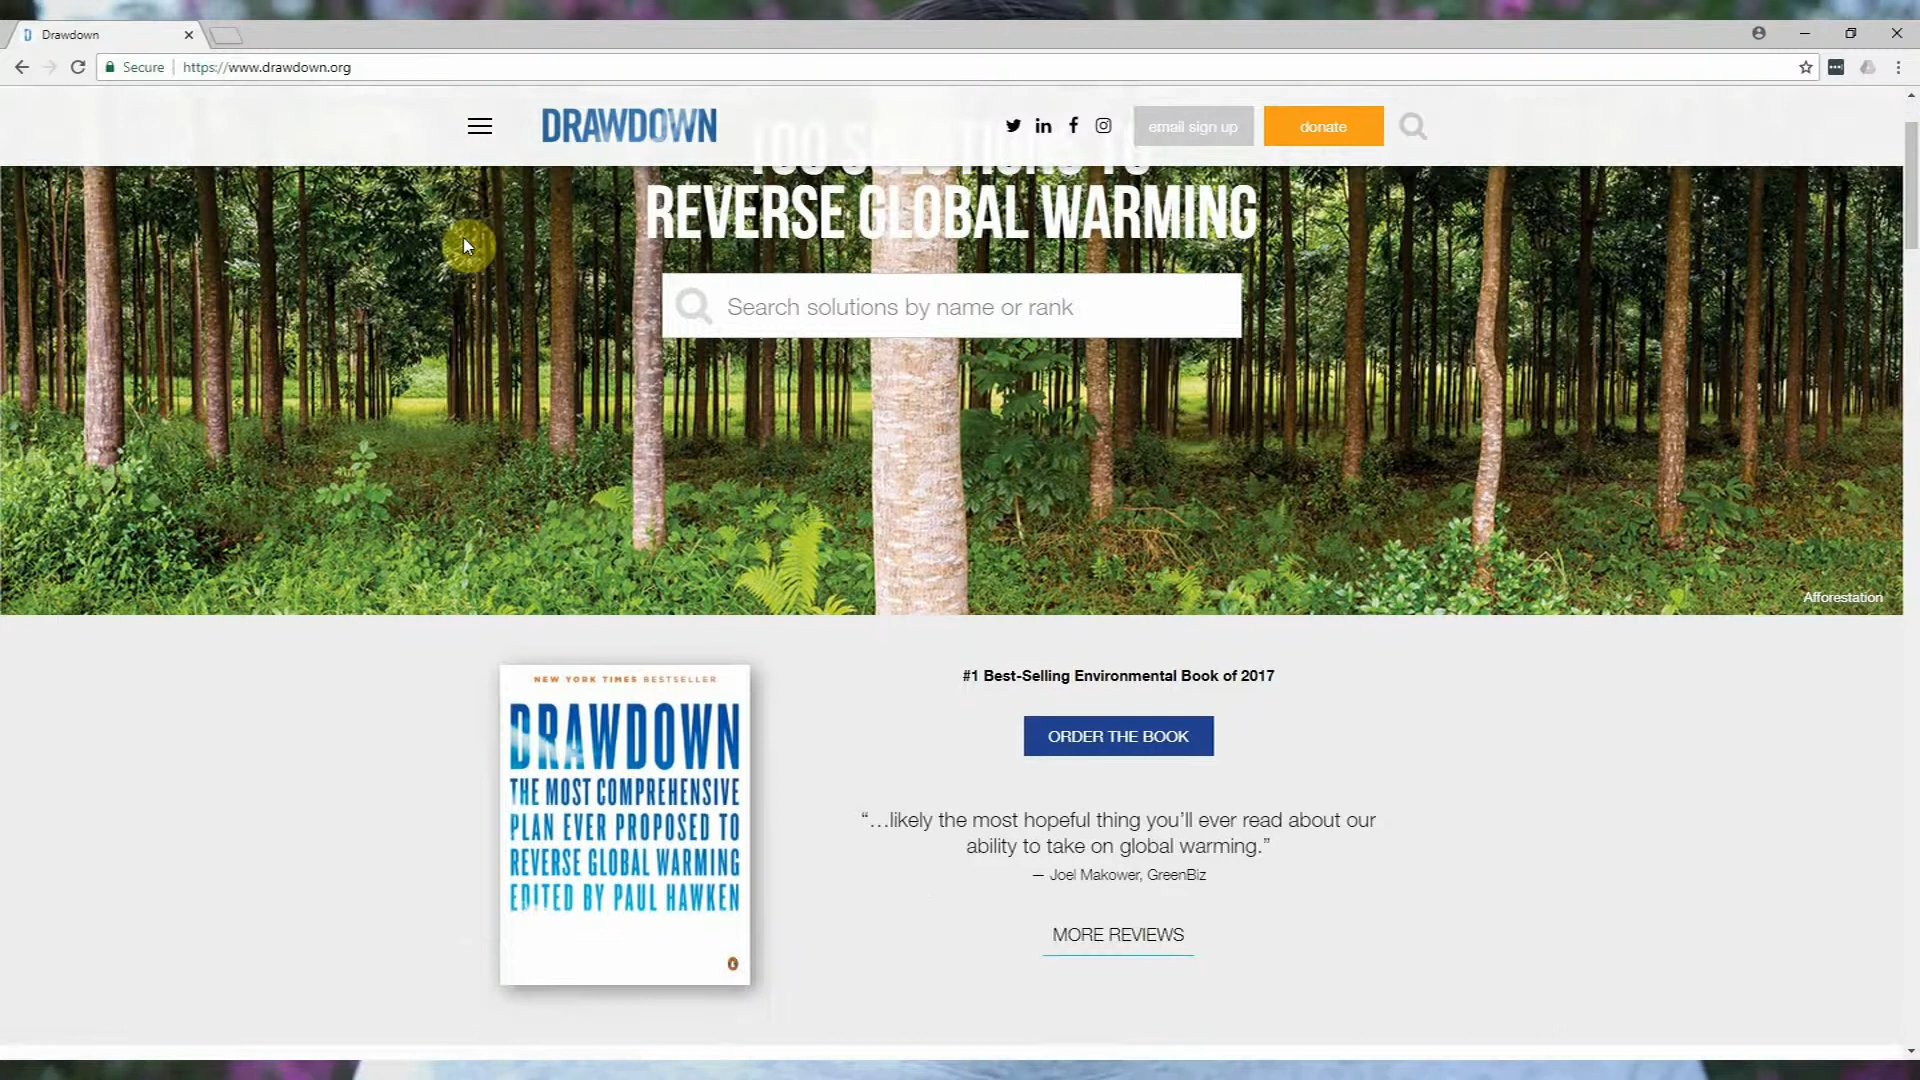 Drawdown
Secure
https://www.drawdown.org
DRAWDOWN
email sign up
donate
100 SOLUTIONS TO
REVERSE GLOBAL WARMING
Search solutions by name or rank
Afforestation
NEW YORK TIMES BESTSELLER
DRAWDOWN
THE MOST COMPREHENSIVE
PLAN EVER PROPOSED TO
REVERSE GLOBAL WARMING
EDITED BY PAUL HAWKEN
#1 Best-Selling Environmental Book of 2017
ORDER THE BOOK
“…likely the most hopeful thing you’ll ever read about our
ability to take on global warming.”
— Joel Makower, GreenBiz
MORE REVIEWS